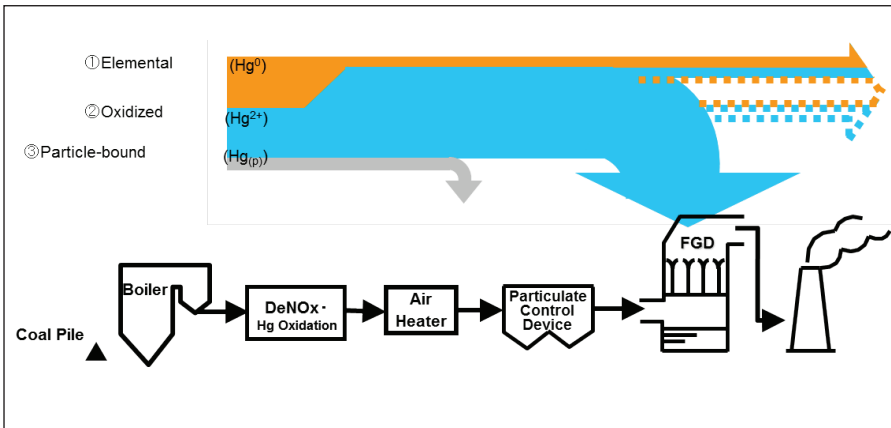 ①Elemental
(Hg⁰)
②Oxidized
(Hg²⁺)
③Particle-bound
(Hg₍ₚ₎)
FGD
Boiler
DeNOx・
Hg Oxidation
Air
Heater
Particulate
Control
Device
Coal Pile